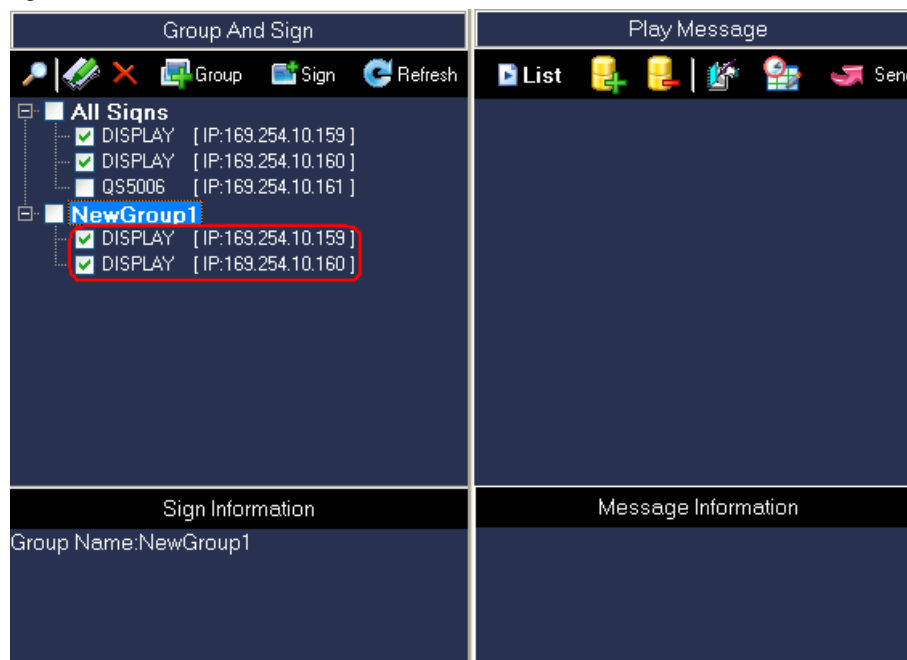 Group And Sign
Group Sign Refresh
All Signs
DISPLAY [ IP:169.254.10.159 ]
DISPLAY [ IP:169.254.10.160 ]
QS5006 [ IP:169.254.10.161 ]
NewGroup1
DISPLAY [ IP:169.254.10.159 ]
DISPLAY [ IP:169.254.10.160 ]
Sign Information
Group Name:NewGroup1
Play Message
List Sen
Message Information